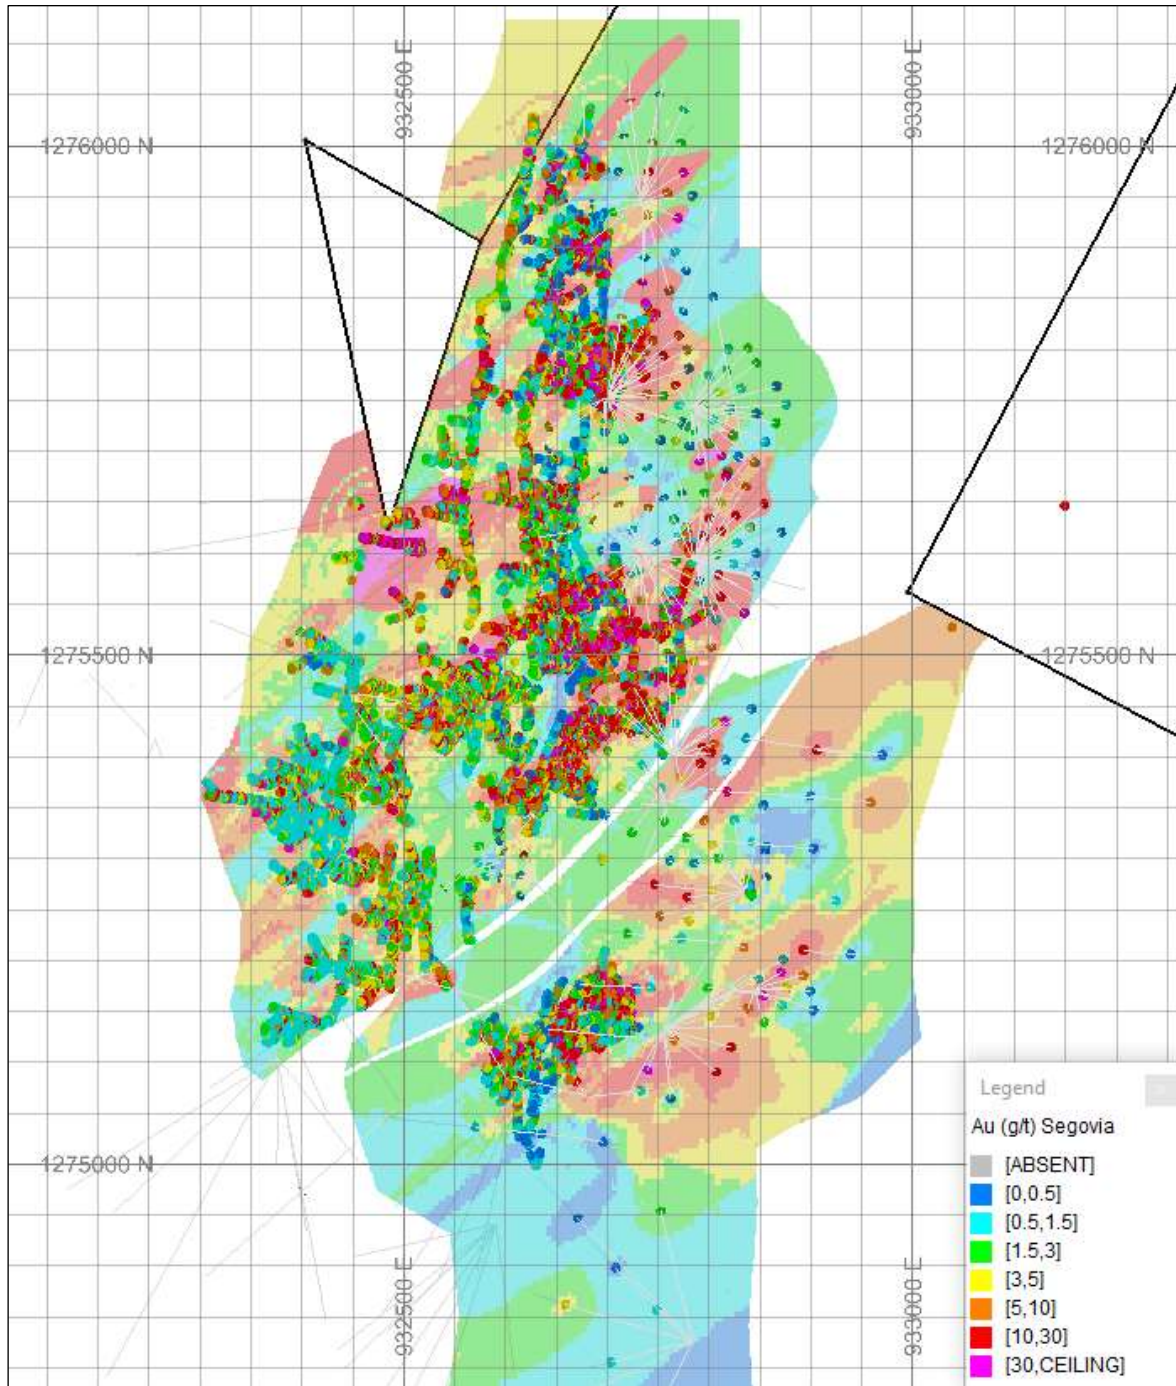 932500 E
933000 E
1276000 N
1276000 N
1275500 N
1275500 N
1275000 N
932500 E
933000 E
Legend
Au (g/t) Segovia
[ABSENT]
[0,0.5]
[0.5,1.5]
[1.5,3]
[3,5]
[5,10]
[10,30]
[30,CEILING]